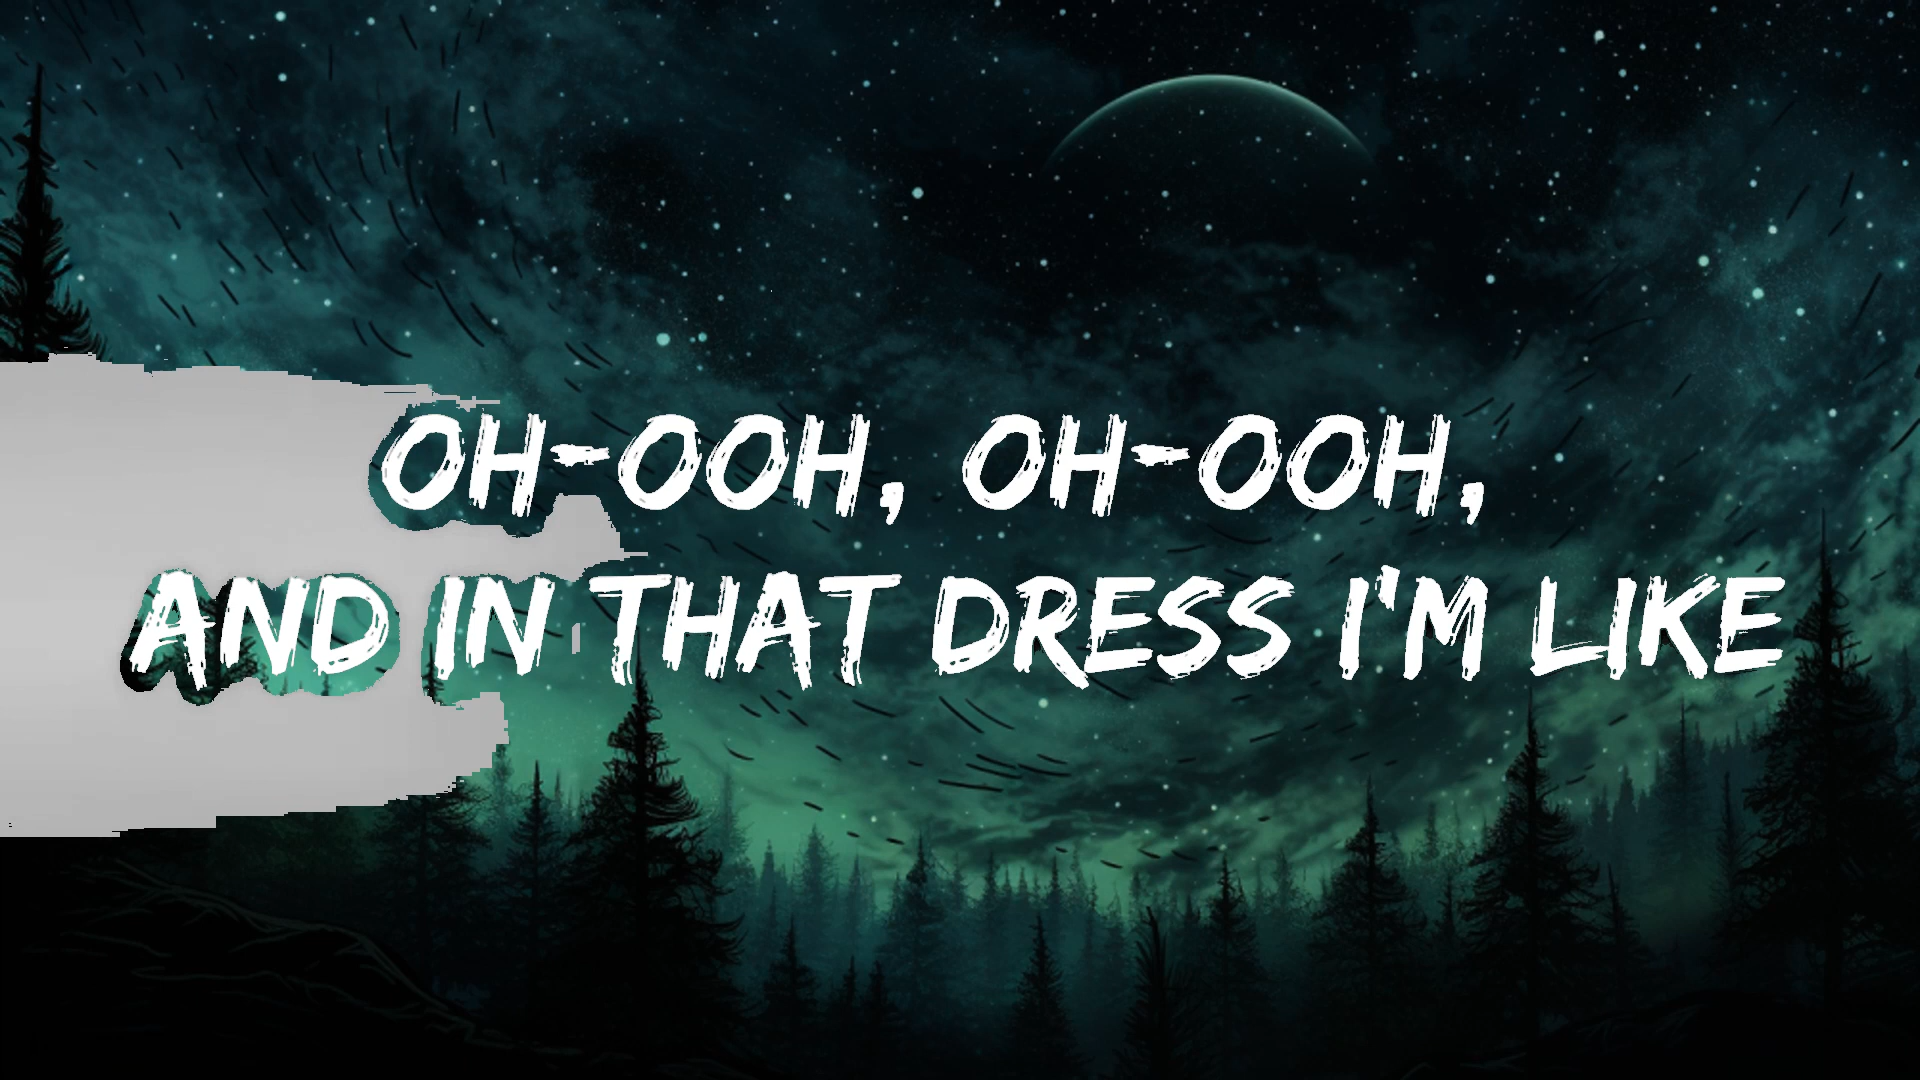 OH-OOH, OH-OOH,
AND IN THAT DRESS I'M LIKE